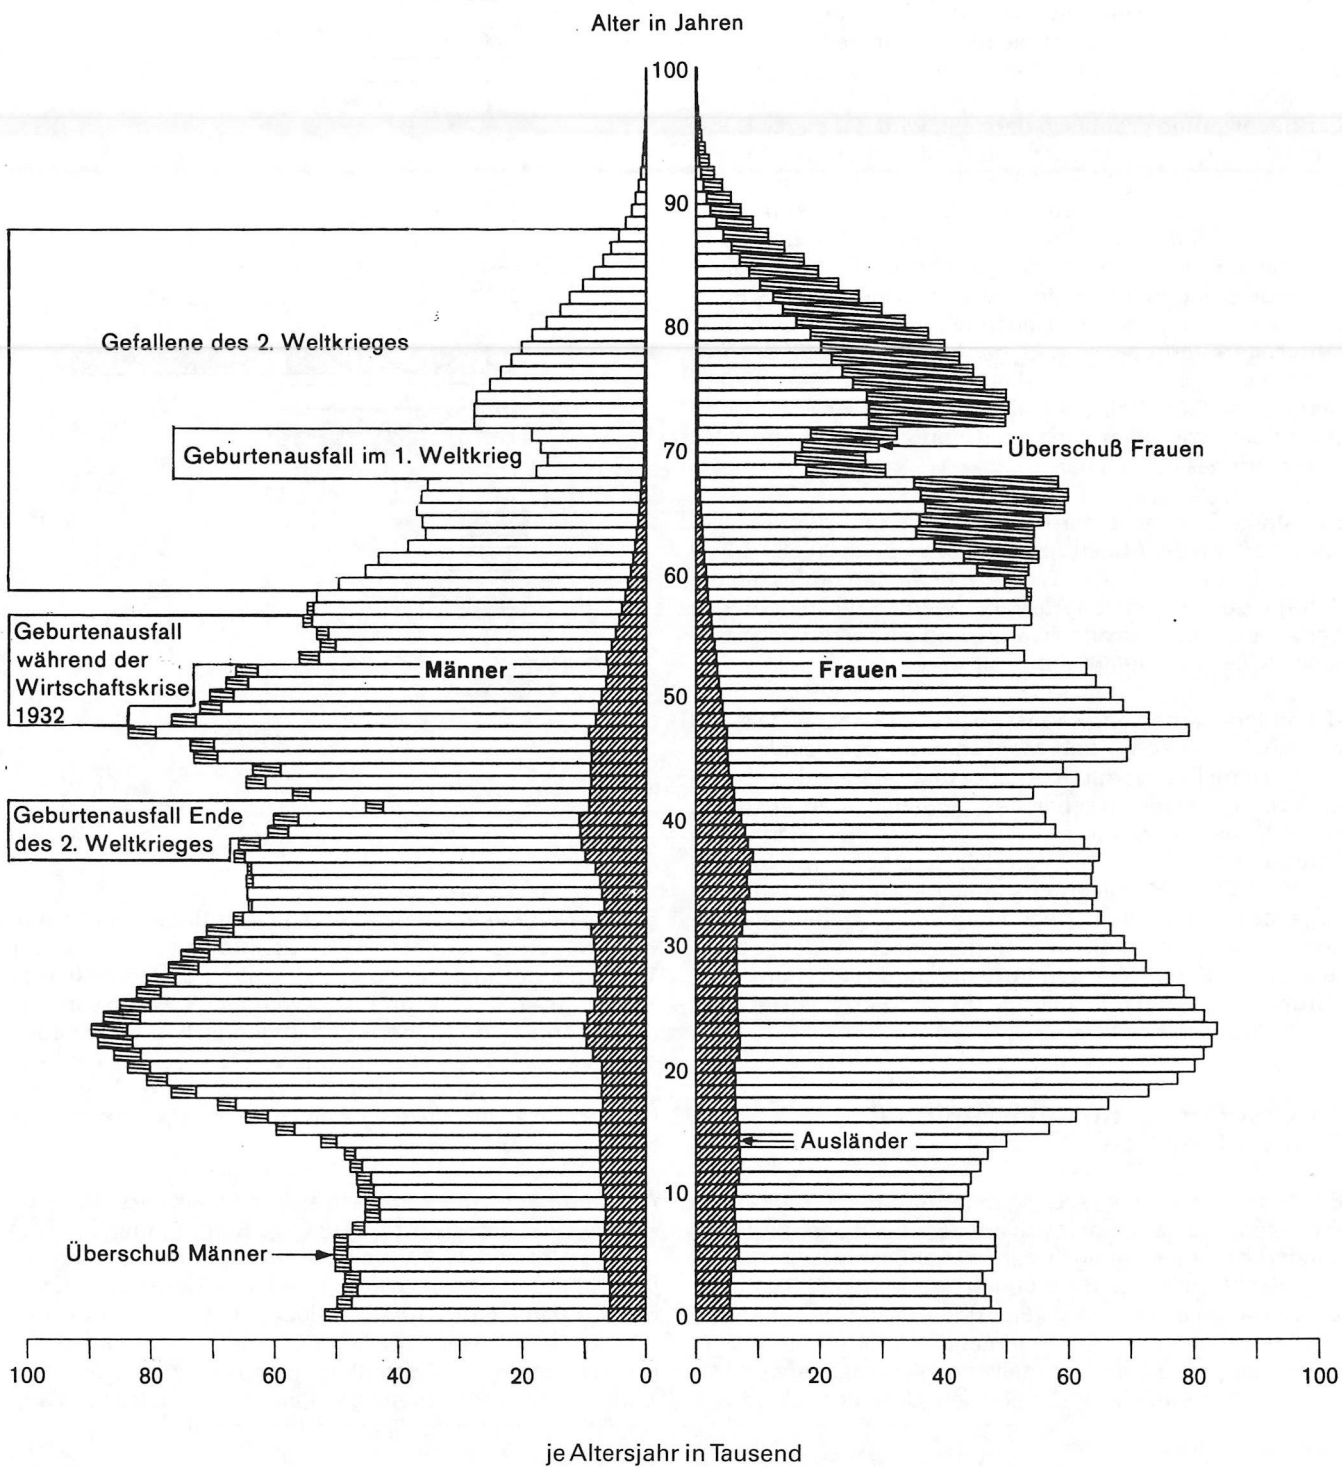 Alter in Jahren
100
90
80
70
60
50
40
30
20
10
0
Gefallene des 2. Weltkrieges
Geburtenausfall im 1. Weltkrieg
Überschuß Frauen
Geburtenausfall
während der
Wirtschaftskrise
1932
Männer
Frauen
Geburtenausfall Ende
des 2. Weltkrieges
Ausländer
Überschuß Männer
100 80 60 40 20 0 0 20 40 60 80 100
je Altersjahr in Tausend